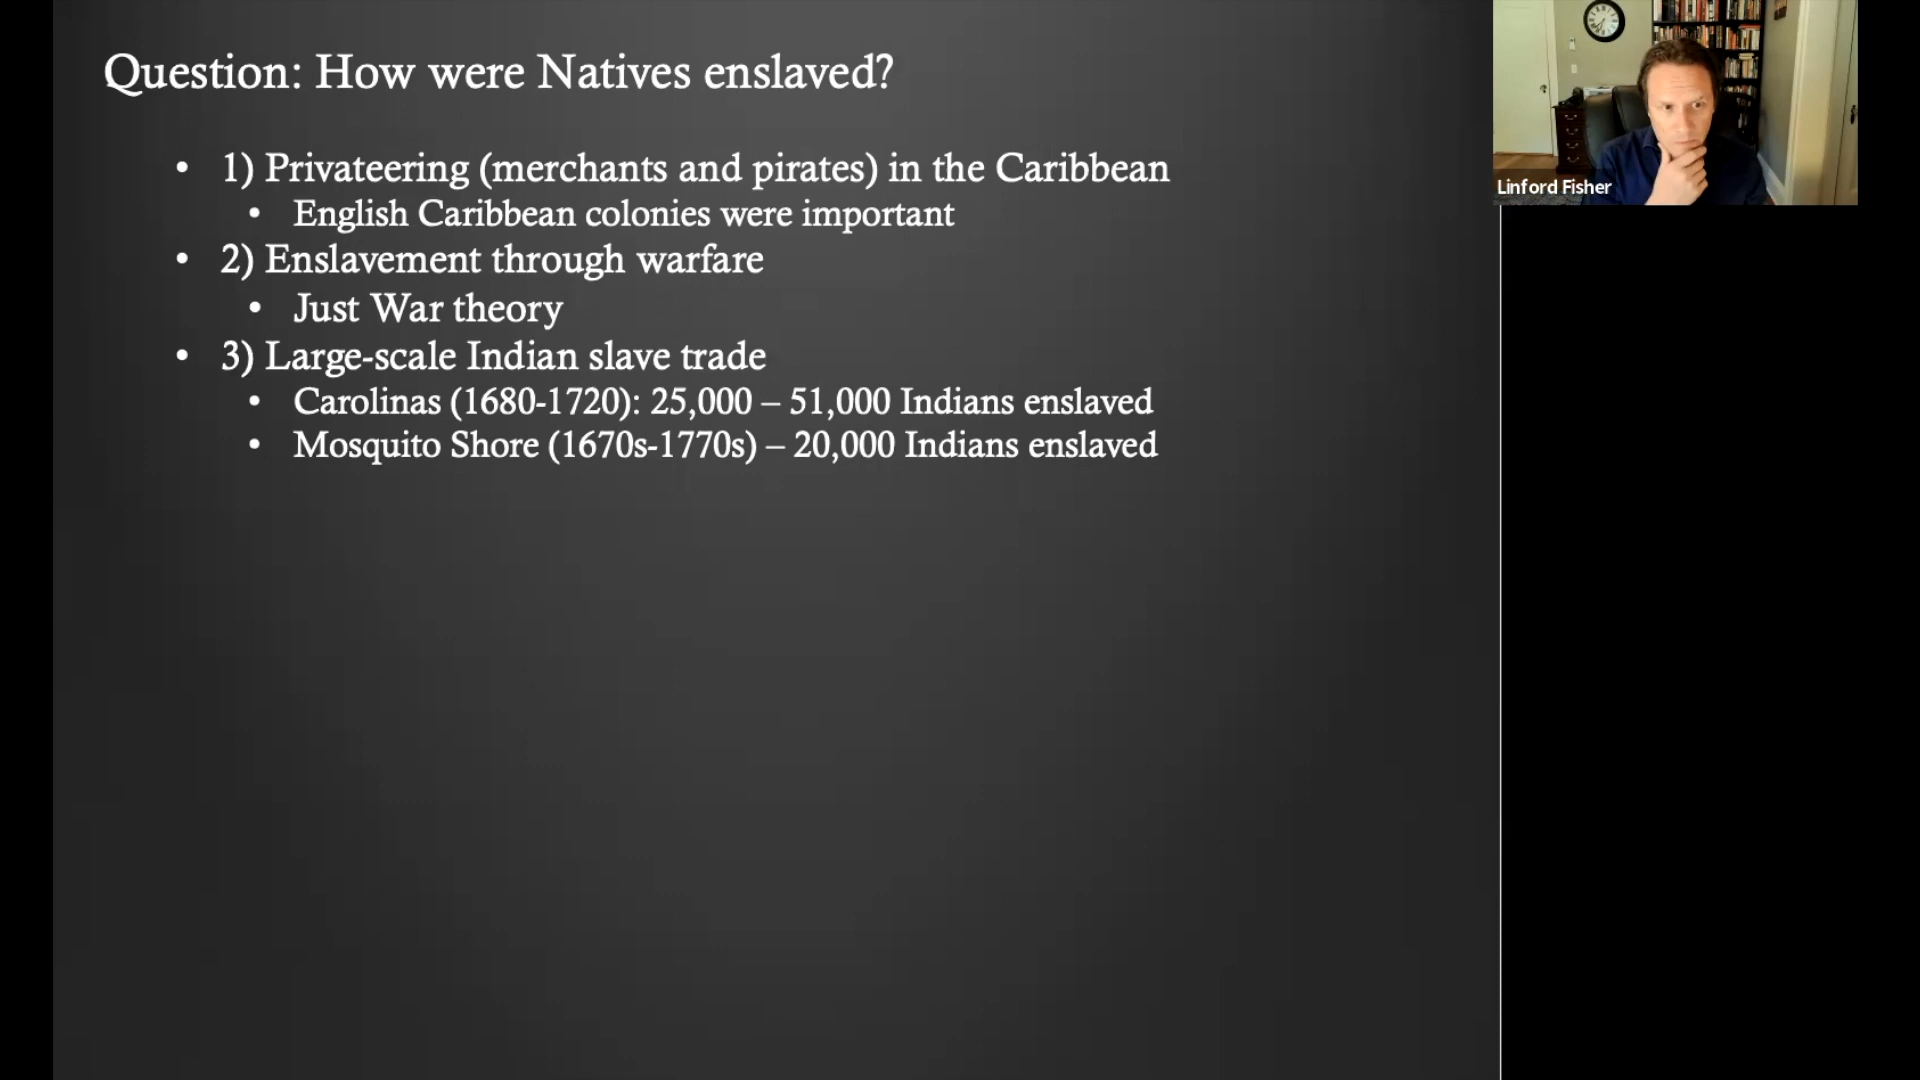 Question: How were Natives enslaved?
• 1) Privateering (merchants and pirates) in the Caribbean
• English Caribbean colonies were important
• 2) Enslavement through warfare
• Just War theory
• 3) Large-scale Indian slave trade
• Carolinas (1680-1720): 25,000 – 51,000 Indians enslaved
• Mosquito Shore (1670s-1770s) – 20,000 Indians enslaved
Linford Fisher